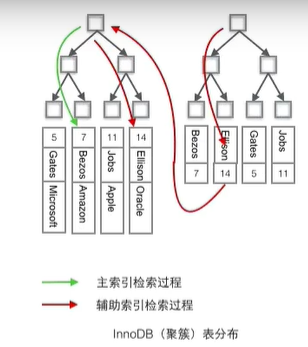 5 Gates Microsoft
7 Bezos Amazon
11 Jobs Apple
14 Ellison Oracle
Bezos 7
Ellison 14
Gates 5
Jobs 11
主索引检索过程
辅助索引检索过程
InnoDB（聚簇）表分布